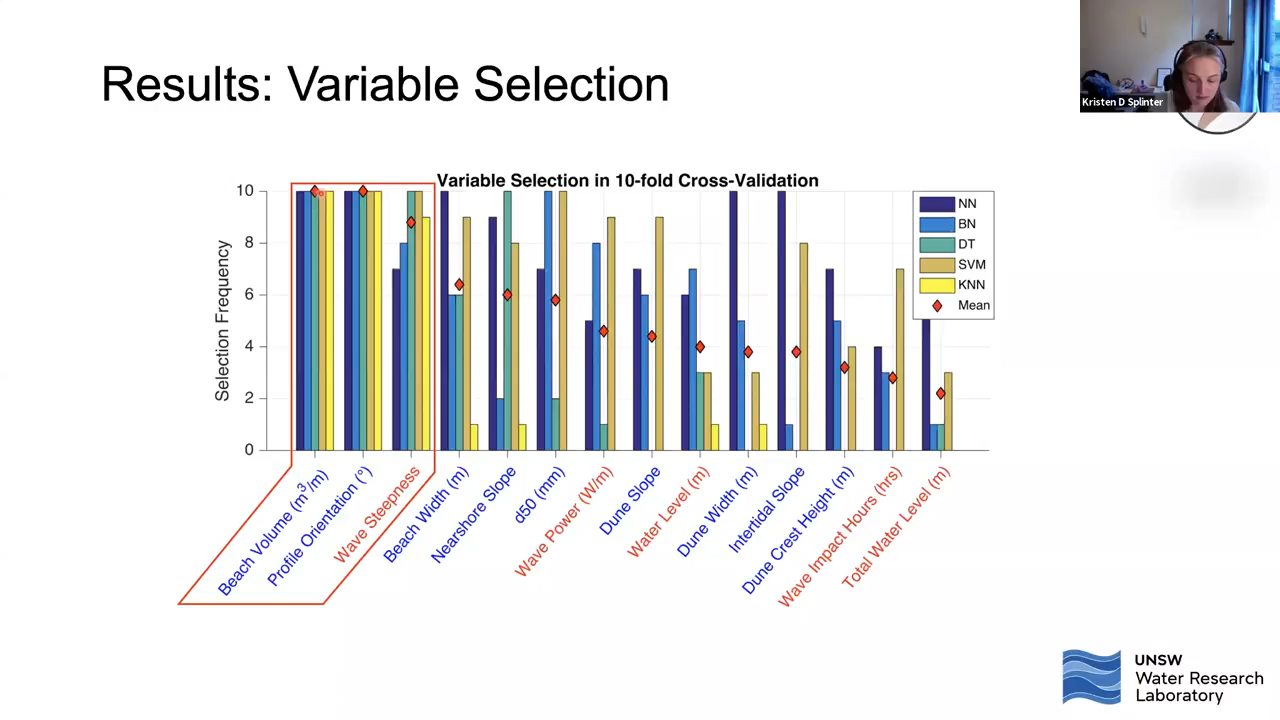 Results: Variable Selection
Kristen D Splinter
Variable Selection in 10-fold Cross-Validation
Selection Frequency
10
8
6
4
2
0
NN
BN
DT
SVM
KNN
Mean
Beach Volume (m³/m)
Profile Orientation (°)
Wave Steepness
Beach Width (m)
Nearshore Slope
d50 (mm)
Wave Power (W/m)
Dune Slope
Water Level (m)
Dune Width (m)
Intertidal Slope
Dune Crest Height (m)
Wave Impact Hours (hrs)
Total Water Level (m)
UNSW
Water Research
Laboratory